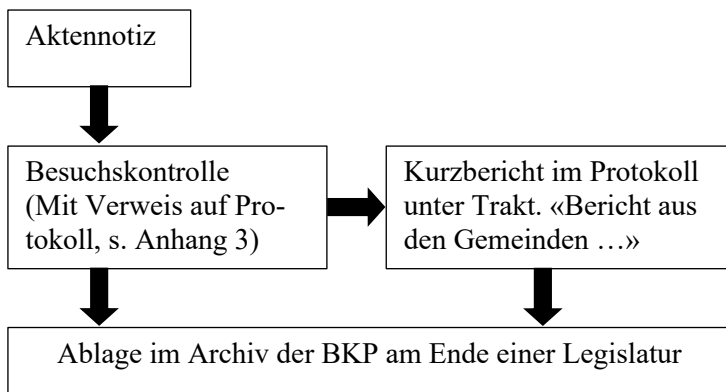 Aktennotiz
Besuchskontrolle
(Mit Verweis auf Pro-
tokoll, s. Anhang 3)
Kurzbericht im Protokoll
unter Trakt. «Bericht aus
den Gemeinden …»
Ablage im Archiv der BKP am Ende einer Legislatur